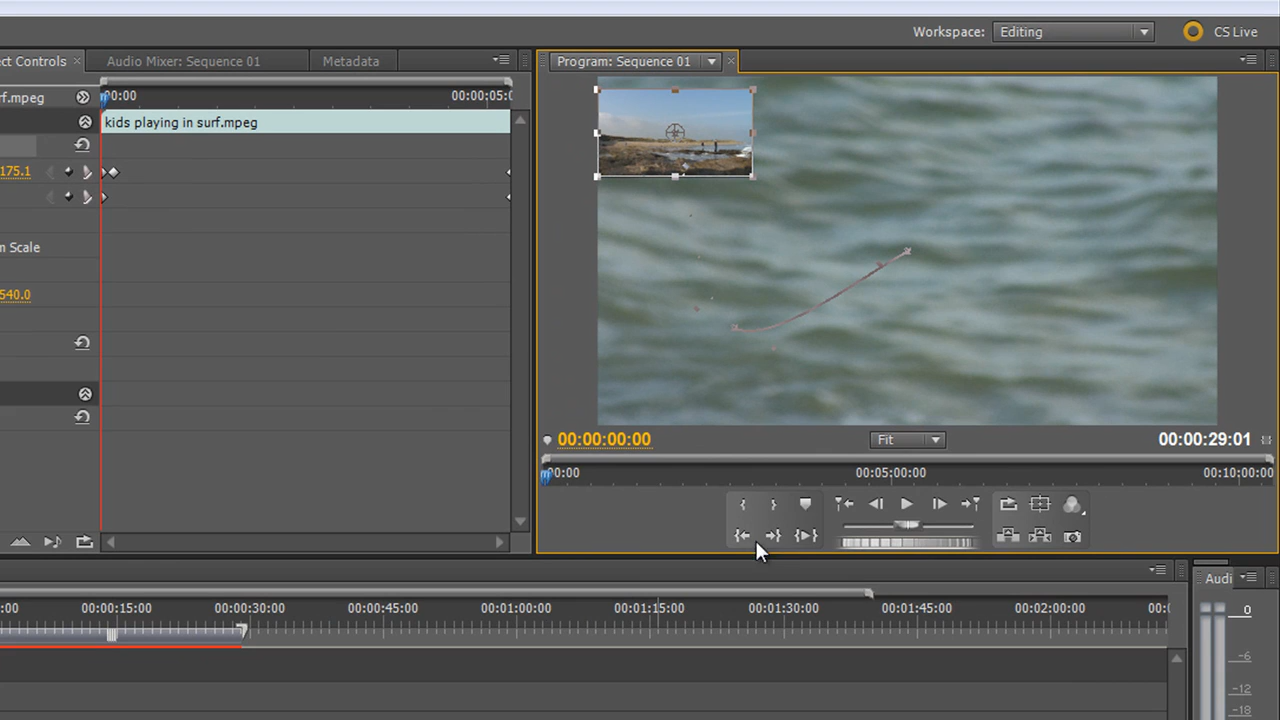 Workspace: Editing CS Live
ect Controls × Audio Mixer: Sequence 01 Metadata
Program: Sequence 01 ×
rf.mpeg
00:00 00:00:05:0
kids playing in surf.mpeg
175.1
m Scale
540.0
00:00:00:00 Fit 00:00:29:01
00:00 00:05:00:00 00:10:00:00
:00 00:00:15:00 00:00:30:00 00:00:45:00 00:01:00:00 00:01:15:00 00:01:30:00 00:01:45:00 00:02:00:00 00:
Audi
0
-6
-12
-18